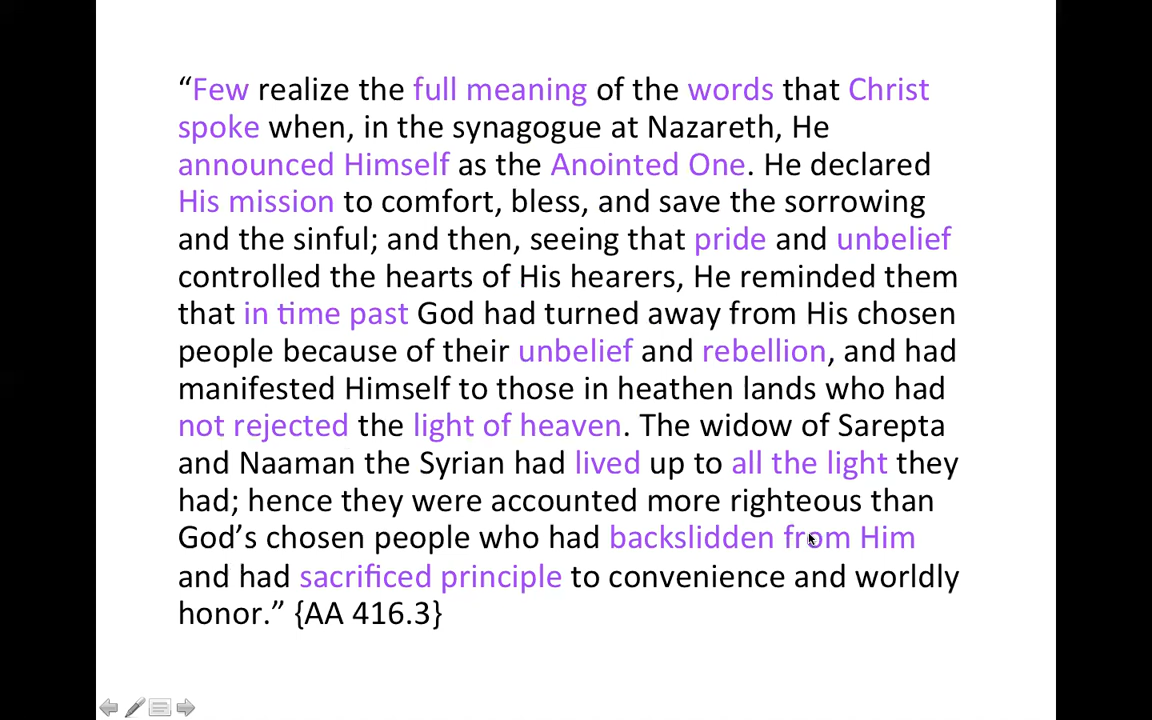 “Few realize the full meaning of the words that Christ
spoke when, in the synagogue at Nazareth, He
announced Himself as the Anointed One. He declared
His mission to comfort, bless, and save the sorrowing
and the sinful; and then, seeing that pride and unbelief
controlled the hearts of His hearers, He reminded them
that in time past God had turned away from His chosen
people because of their unbelief and rebellion, and had
manifested Himself to those in heathen lands who had
not rejected the light of heaven. The widow of Sarepta
and Naaman the Syrian had lived up to all the light they
had; hence they were accounted more righteous than
God’s chosen people who had backslidden from Him
and had sacrificed principle to convenience and worldly
honor.” {AA 416.3}